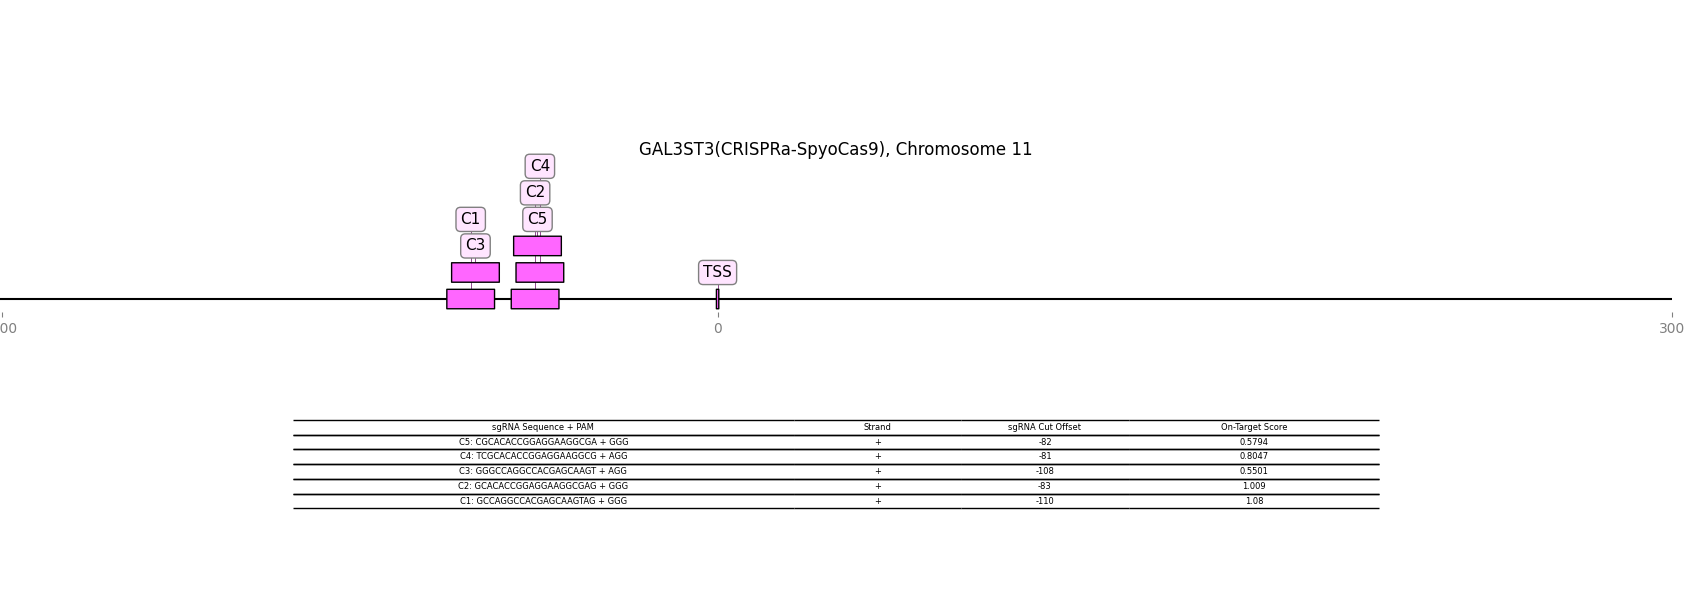 GAL3ST3(CRISPRa-SpyoCas9), Chromosome 11
C4
C2
C1 C5
C3
TSS
00 0 300
sgRNA Sequence + PAM Strand sgRNA Cut Offset On-Target Score
C5: CGCACACCGGAGGAAGGCGA + GGG + -82 0.5794
C4: TCGCACACCGGAGGAAGGCG + AGG + -81 0.8047
C3: GGGCCAGGCCACGAGCAAGT + AGG + -108 0.5501
C2: GCACACCGGAGGAAGGCGAG + GGG + -83 1.009
C1: GCCAGGCCACGAGCAAGTAG + GGG + -110 1.08